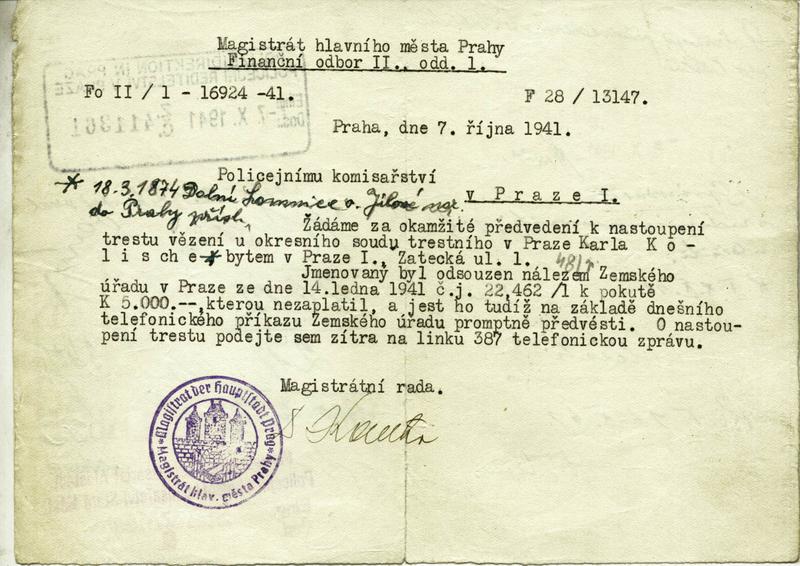 Magistrát hlavního města Prahy
Finanční odbor II., odd. 1.
Fo II / 1 - 16924 -41.
F 28 / 13147.
Praha, dne 7. října 1941.
Policejnímu komisařství
v Praze I.
* 18.3.1874 Dolní v. Jilové
do Prahy přísl.
Žádáme za okamžité předvedení k nastoupení
trestu vězení u okresního soudu trestního v Praze Karla K ö -
l i s c h e * bytem v Praze I., Zatecká ul. 1.
Jmenovaný byl odsouzen nálezem Zemského
úřadu v Praze ze dne 14.ledna 1941 č.j. 22,462 /1 k pokutě
K 5.000.--,kterou nezaplatil, a jest ho tudíž na základě dnešního
telefonického příkazu Zemského úřadu promptně předvésti. O nastou-
pení trestu podejte sem zítra na linku 387 telefonickou zprávu.
Magistrátní rada.
Magistrat der Hauptstadt Prag
Magistrát hlav. města Prahy